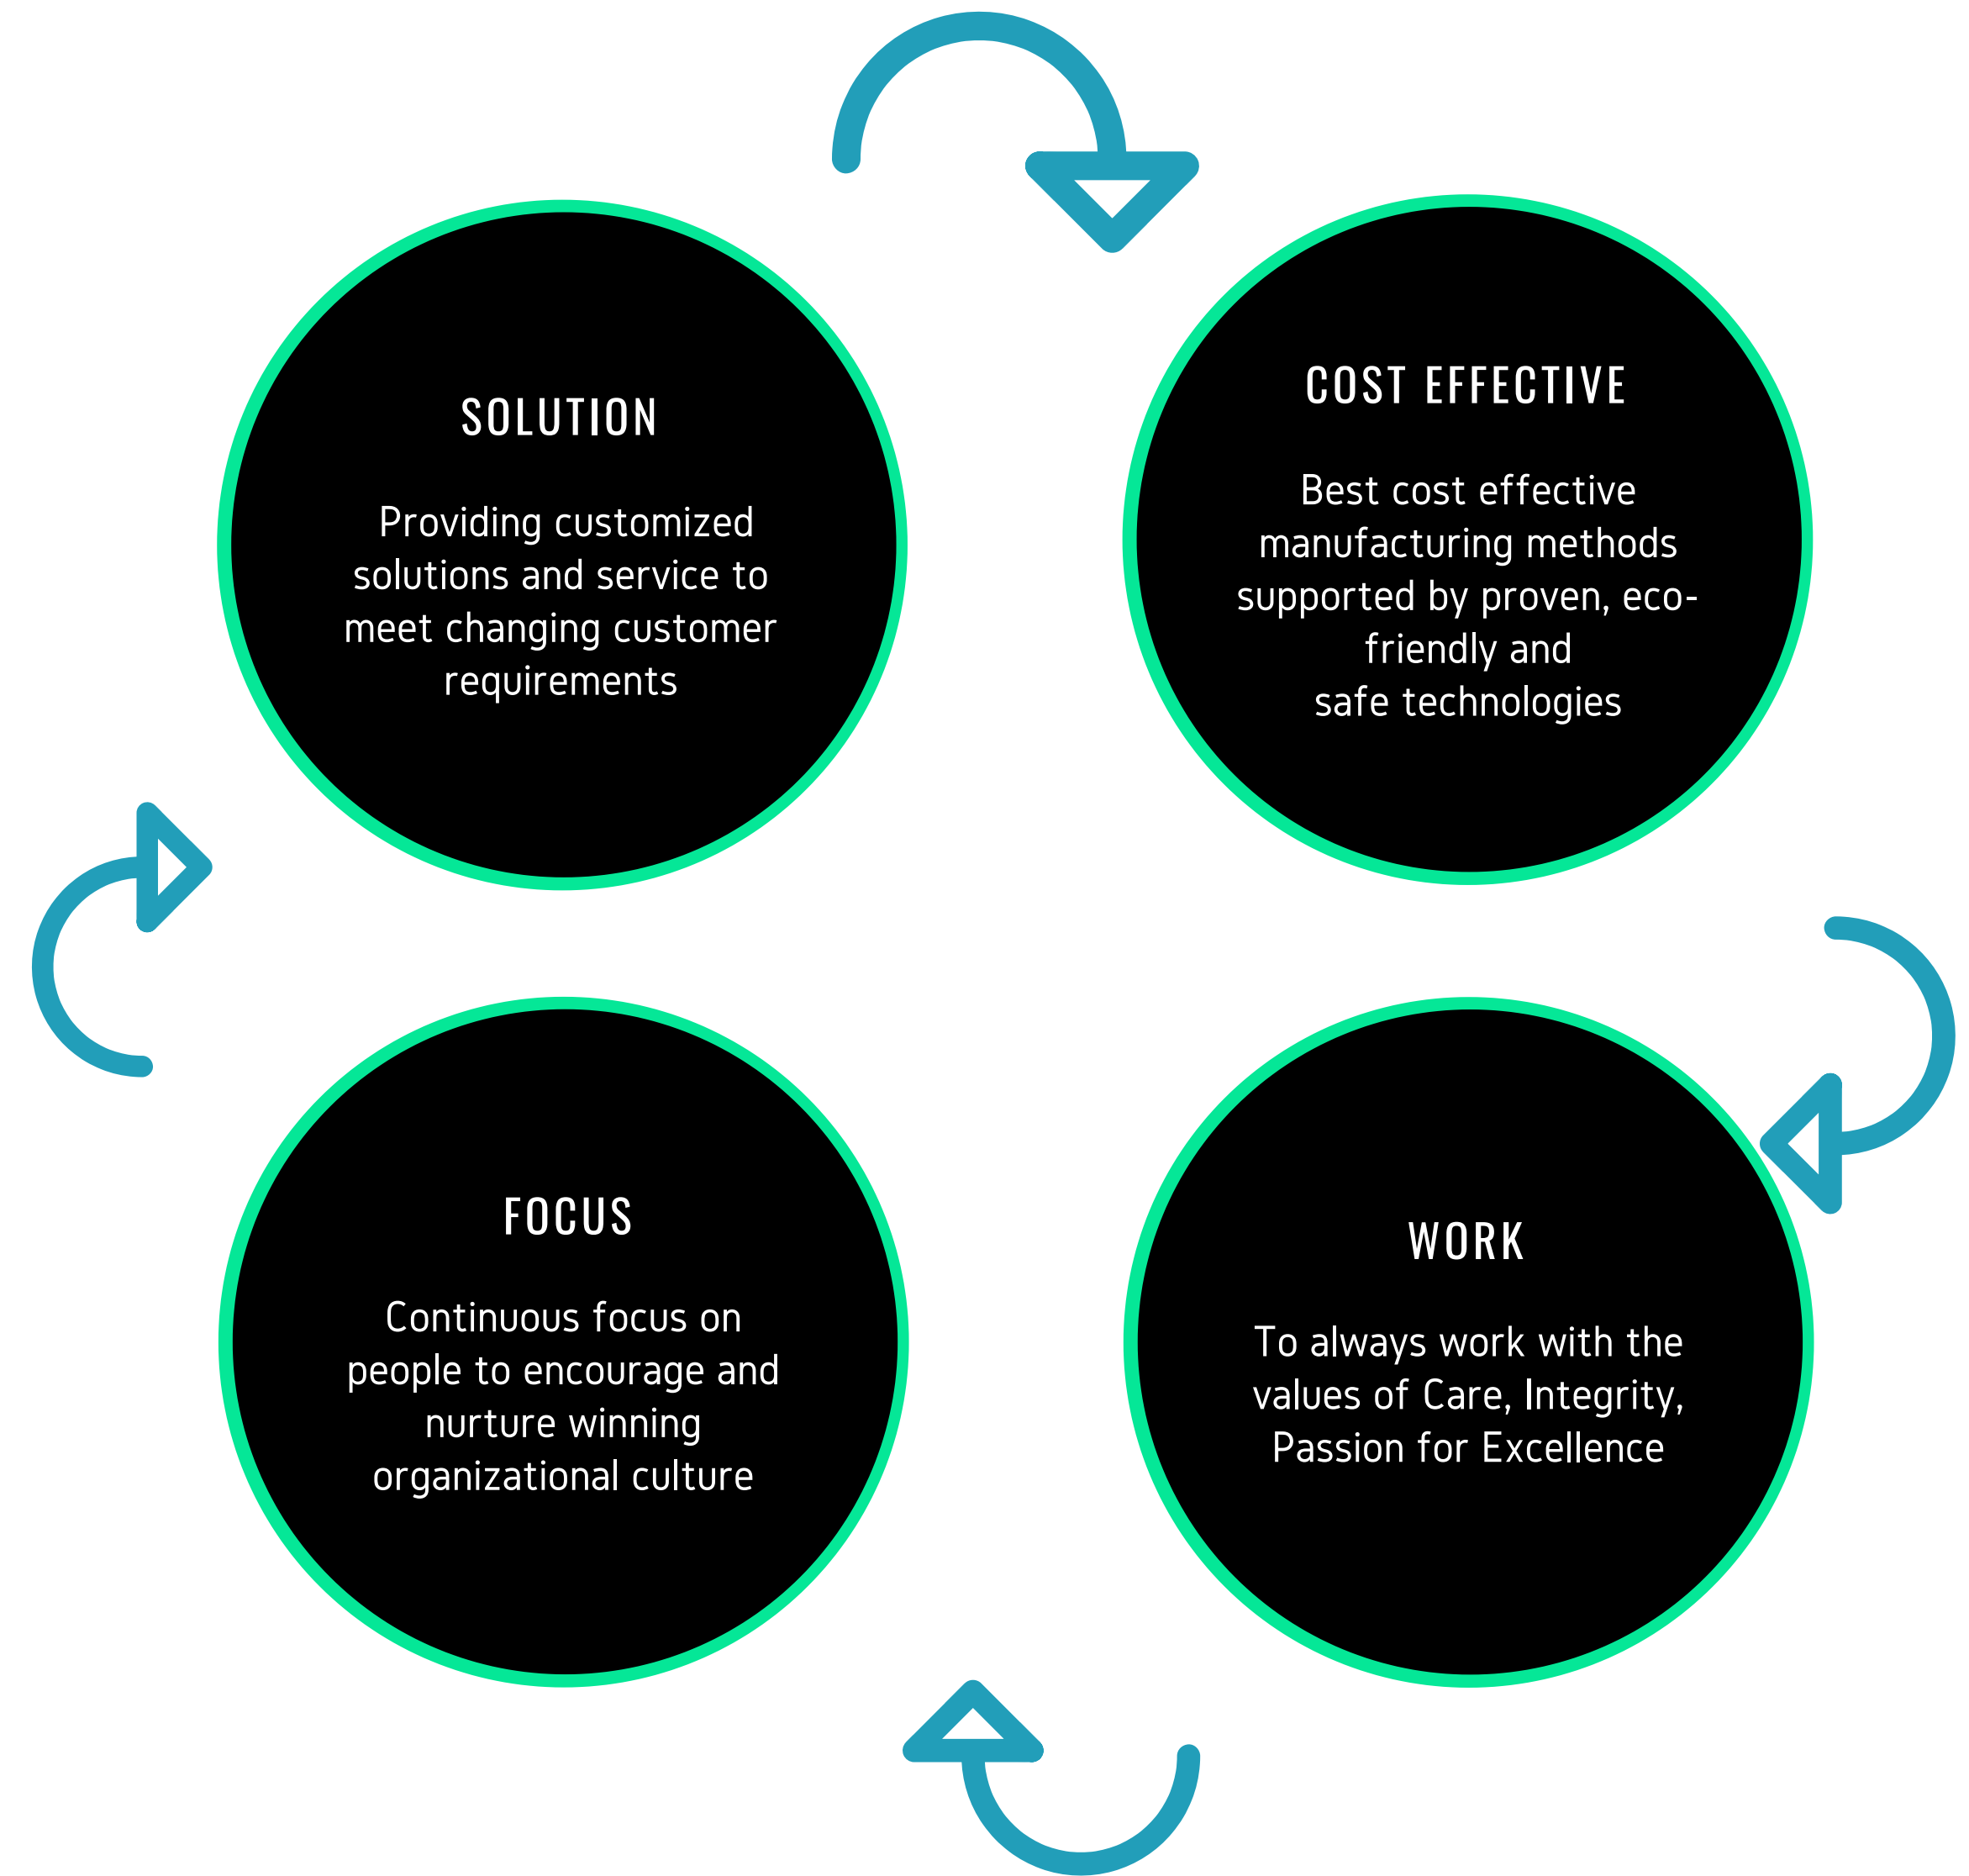 SOLUTION
Providing customized
solutions and service to
meet changing customer
requirements
COST EFFECTIVE
Best cost effective
manufacturing methods
supported by proven, eco-
friendly and
safe technologies
FOCUS
Continuous focus on
people to encourage and
nurture winning
organizational culture
WORK
To always work with the
values of Care, Integrity,
Passion for Excellence